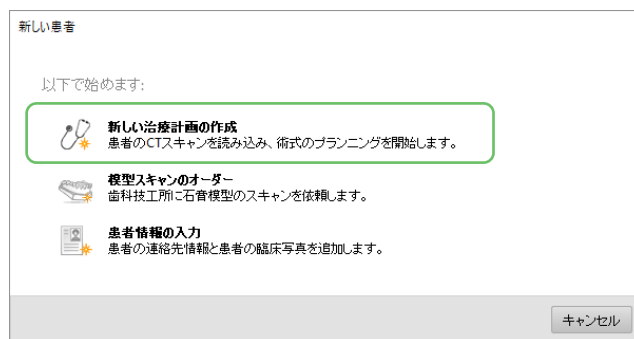 新しい患者
以下で始めます:
新しい治療計画の作成
患者のCTスキャンを読み込み、術式のプランニングを開始します。
模型スキャンのオーダー
歯科技工所に石膏模型のスキャンを依頼します。
患者情報の入力
患者の連絡先情報と患者の臨床写真を追加します。
キャンセル